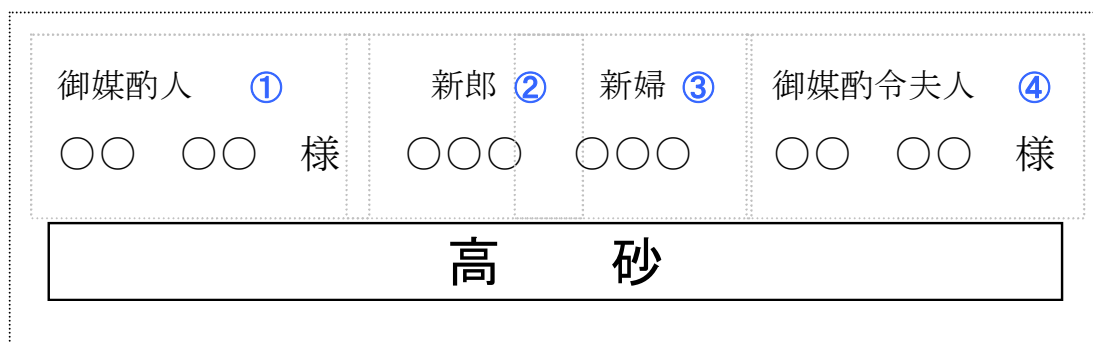 御媒酌人 ① 新郎 ② 新婦 ③ 御媒酌令夫人 ④
○○ ○○ 様 ○○○ ○○○ ○○ ○○ 様
高 砂